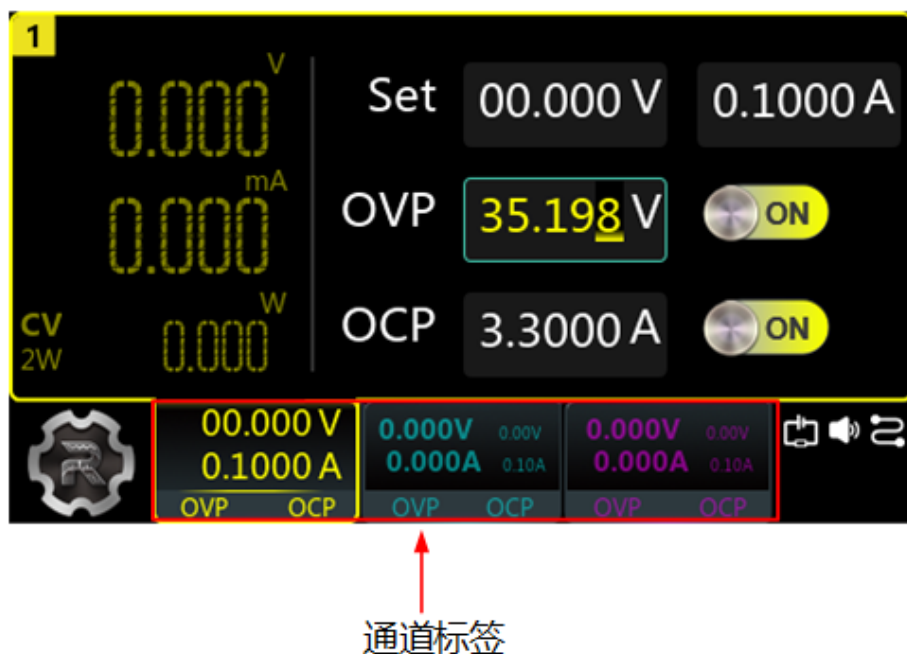 1
V
0.000
mA
0.000
W
CV
2W
0.000
Set 00.000 V 0.1000 A
OVP 35.198 V ON
OCP 3.3000 A ON
R
00.000 V
0.1000 A
OVP OCP
0.000V 0.00V
0.000A 0.10A
OVP OCP
0.000V 0.00V
0.000A 0.10A
OVP OCP
通道标签